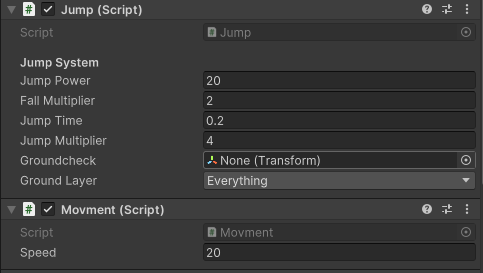 Jump (Script)
Script Jump
Jump System
Jump Power 20
Fall Multiplier 2
Jump Time 0.2
Jump Multiplier 4
Groundcheck None (Transform)
Ground Layer Everything
Movment (Script)
Script Movment
Speed 20